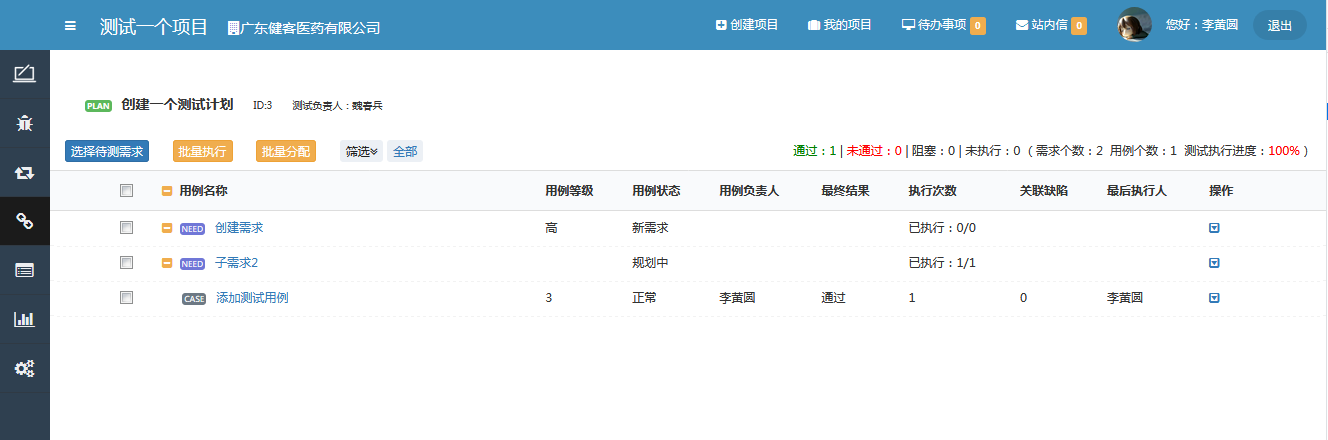 测试一个项目 广东健客医药有限公司 创建项目 我的项目 待办事项 0 站内信 0 您好：李黄圆 退出
PLAN 创建一个测试计划 ID:3 测试负责人：魏春兵
选择待测需求 批量执行 批量分配 筛选 全部 通过：1 | 未通过：0 | 阻塞：0 | 未执行：0 ( 需求个数：2 用例个数：1 测试执行进度：100% )
用例名称 用例等级 用例状态 用例负责人 最终结果 执行次数 关联缺陷 最后执行人 操作
NEED 创建需求 高 新需求 已执行：0/0
NEED 子需求2 规划中 已执行：1/1
CASE 添加测试用例 3 正常 李黄圆 通过 1 0 李黄圆